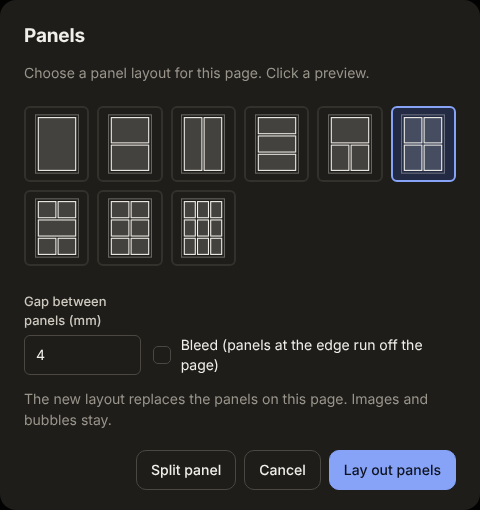 Panels
Choose a panel layout for this page. Click a preview.
Gap between
panels (mm)
4
Bleed (panels at the edge run off the
page)
The new layout replaces the panels on this page. Images and
bubbles stay.
Split panel
Cancel
Lay out panels